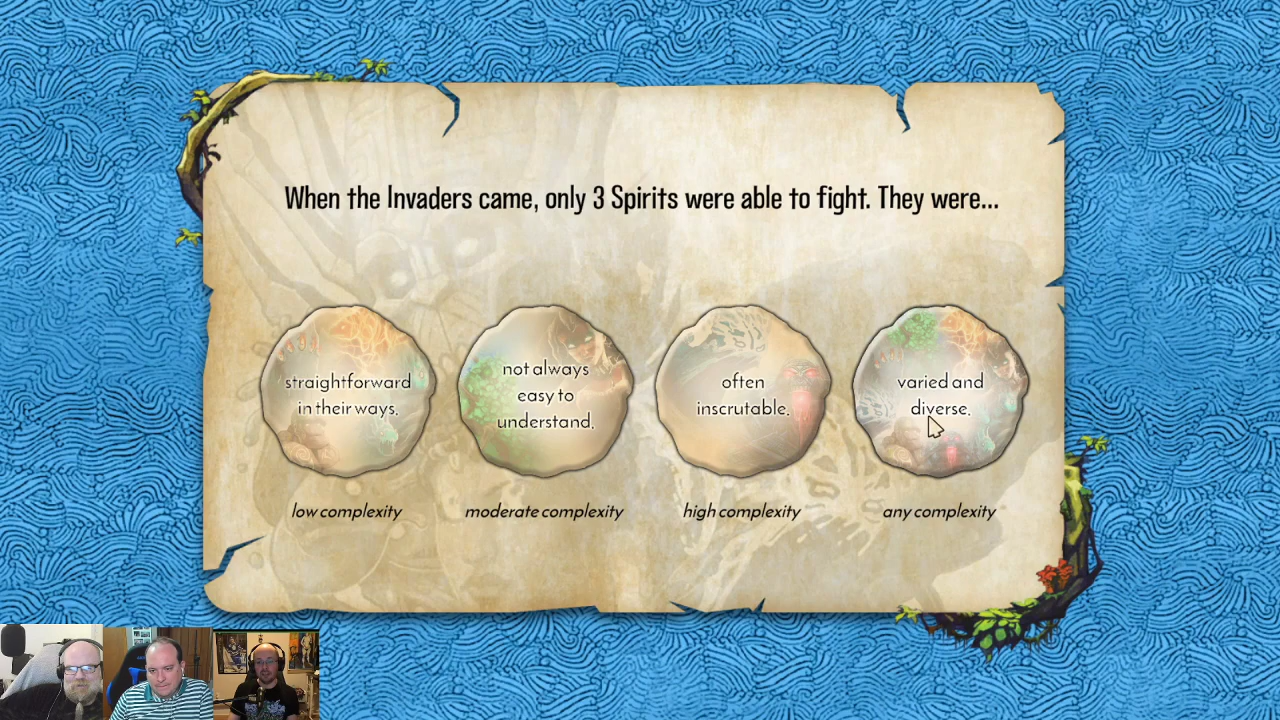 When the Invaders came, only 3 Spirits were able to fight. They were...
straightforward
in their ways.
not always
easy to
understand.
often
inscrutable.
varied and
diverse.
low complexity
moderate complexity
high complexity
any complexity